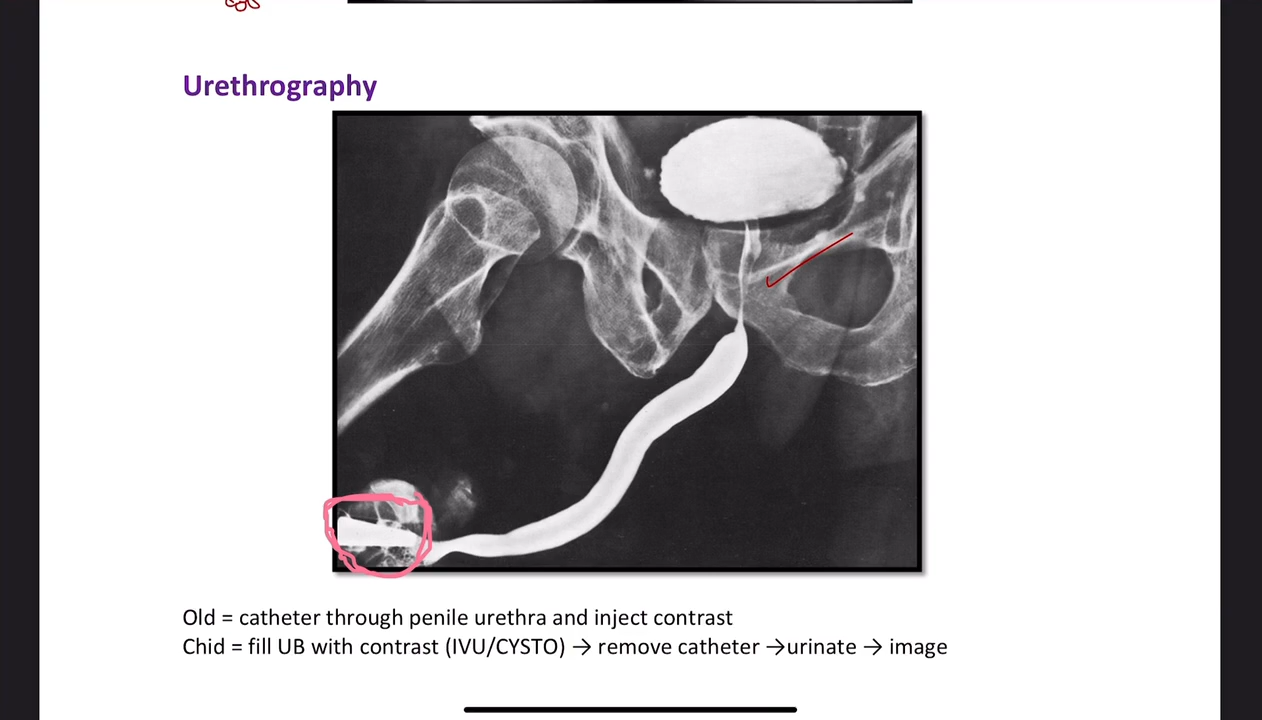 Urethrography
Old = catheter through penile urethra and inject contrast
Chid = fill UB with contrast (IVU/CYSTO) → remove catheter →urinate → image